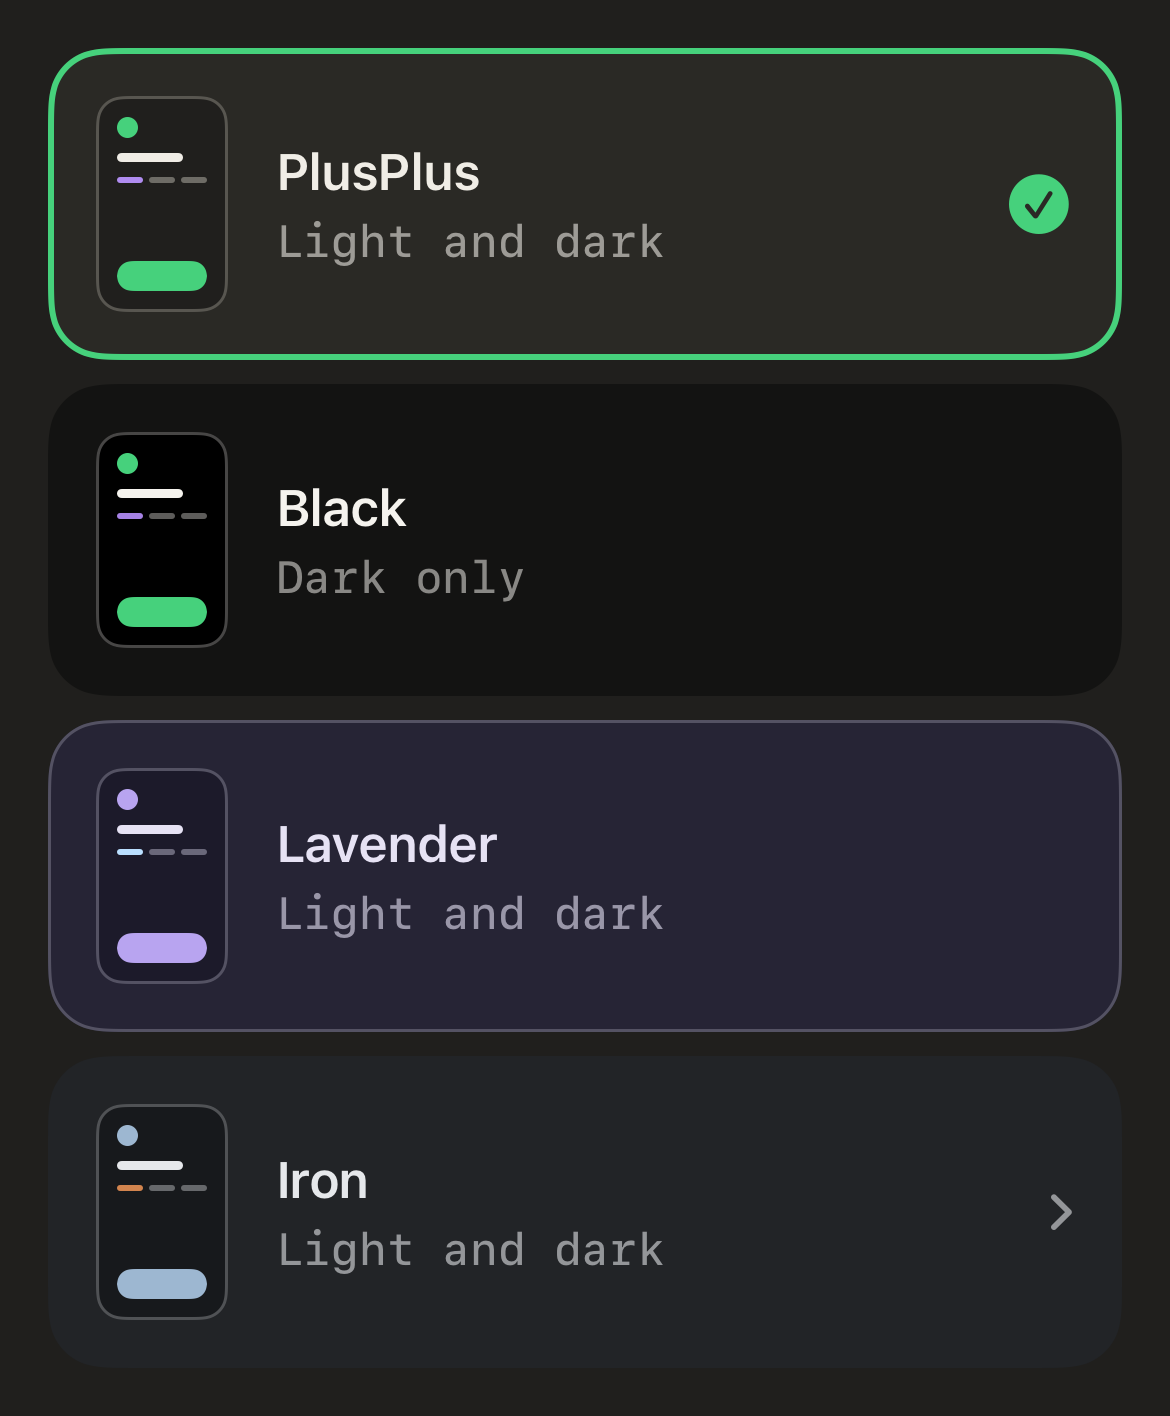 PlusPlus
Light and dark
Black
Dark only
Lavender
Light and dark
Iron
Light and dark